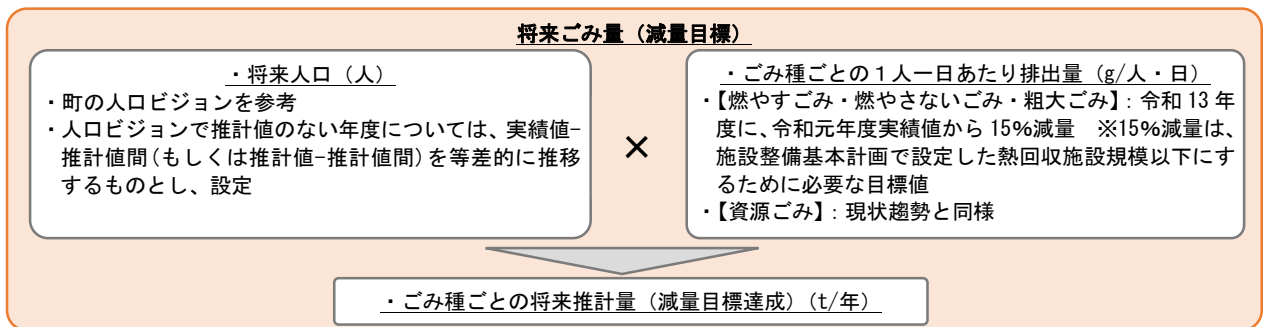 将来ごみ量（減量目標）
・将来人口（人）
・町の人口ビジョンを参考
・人口ビジョンで推計値のない年度については、実績値-
推計値間（もしくは推計値-推計値間）を等差的に推移
するものとし、設定
×
・ごみ種ごとの１人一日あたり排出量（g/人・日）
・【燃やすごみ・燃やさないごみ・粗大ごみ】：令和 13 年
度に、令和元年度実績値から 15%減量　※15%減量は、
施設整備基本計画で設定した熱回収施設規模以下にす
るために必要な目標値
・【資源ごみ】：現状趨勢と同様
・ごみ種ごとの将来推計量（減量目標達成）（t/年）